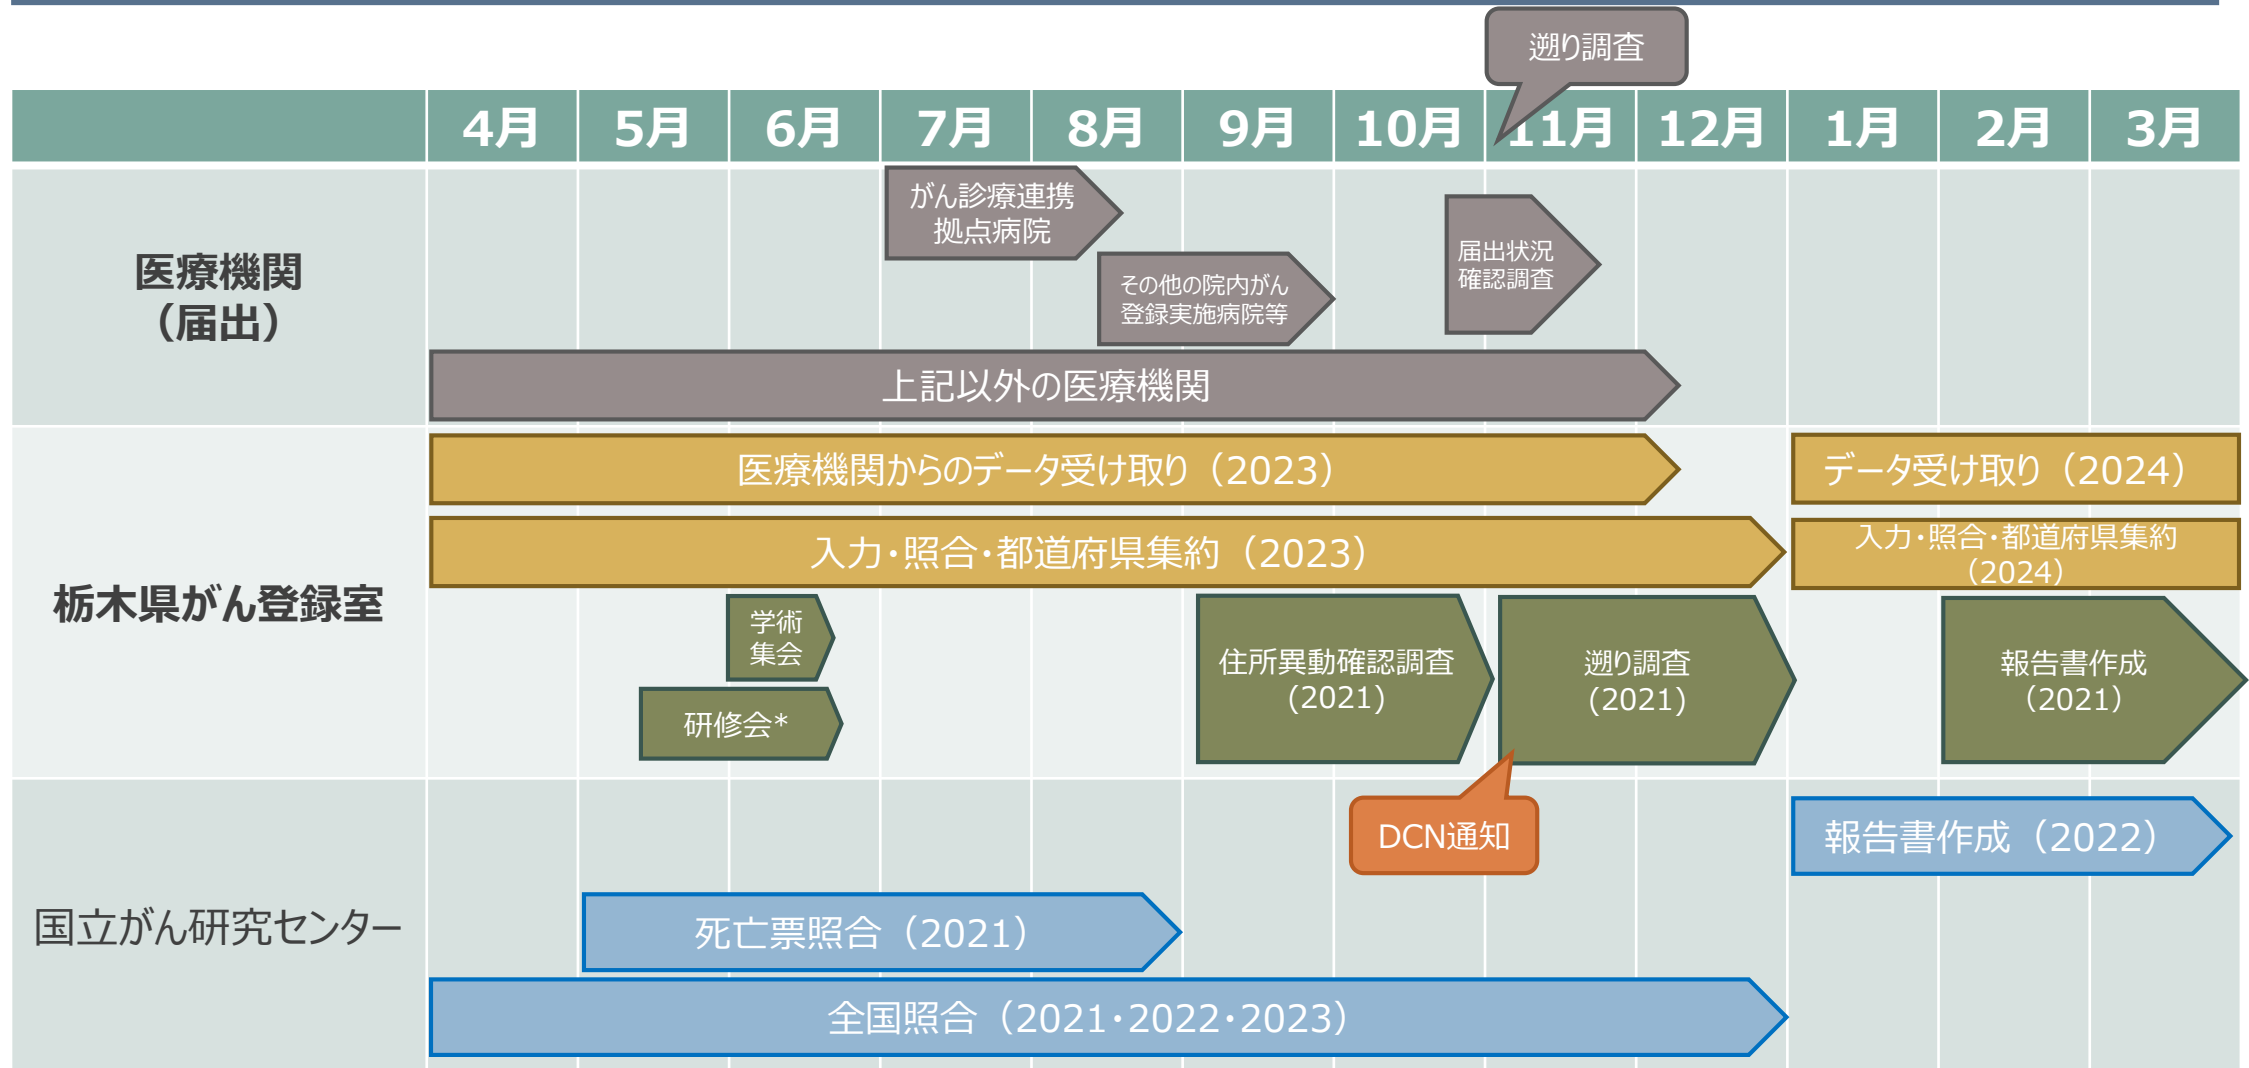 遡り調査
4月 5月 6月 7月 8月 9月 10月 11月 12月 1月 2月 3月
医療機関
（届出）
がん診療連携
拠点病院
その他の院内がん
登録実施病院等
届出状況
確認調査
上記以外の医療機関
栃木県がん登録室
医療機関からのデータ受け取り（2023）
データ受け取り（2024）
入力・照合・都道府県集約（2023）
入力・照合・都道府県集約
（2024）
学術
集会
研修会*
住所異動確認調査
(2021)
遡り調査
(2021)
報告書作成
（2021）
国立がん研究センター
DCN通知
報告書作成（2022）
死亡票照合（2021）
全国照合（2021・2022・2023）